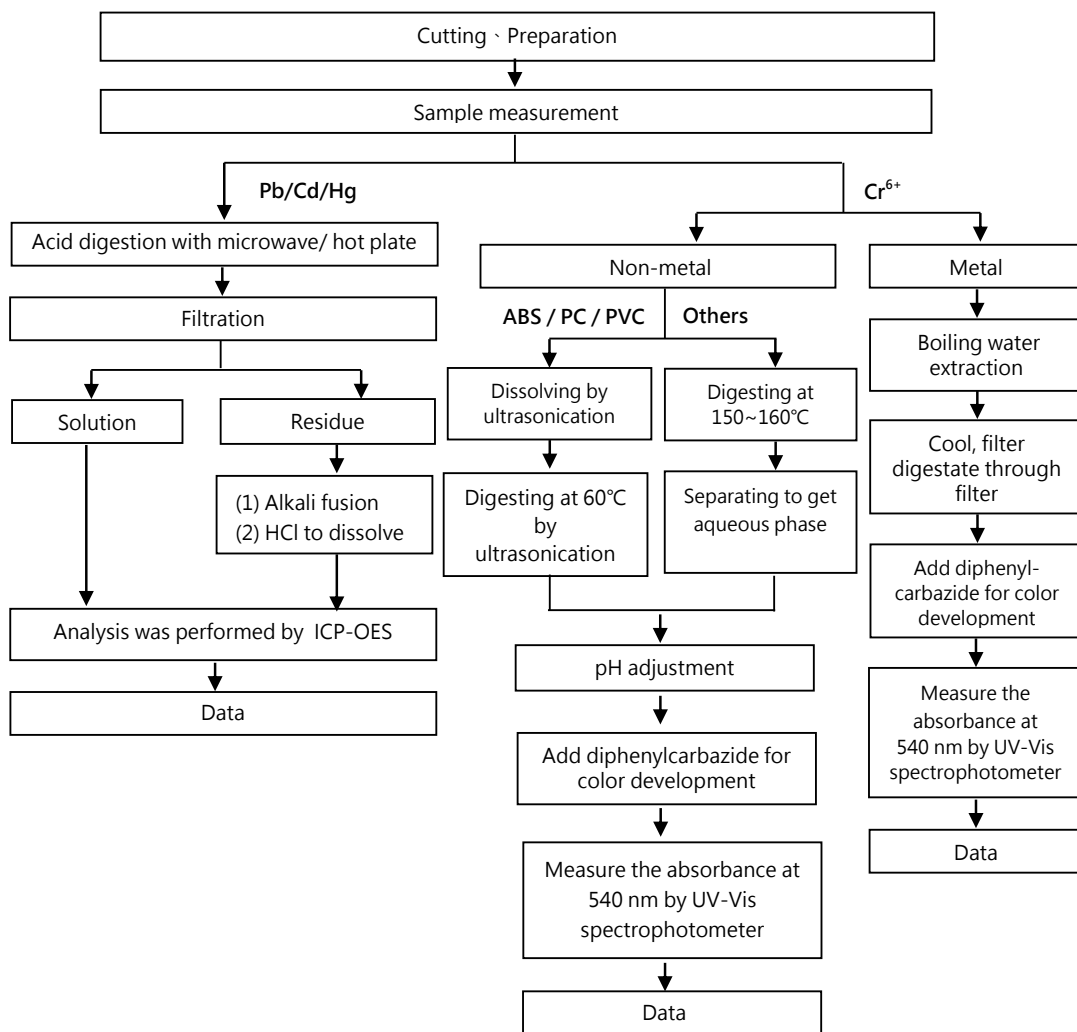 Cutting、Preparation
Sample measurement
Pb/Cd/Hg
Acid digestion with microwave/ hot plate
Filtration
Solution
Residue
(1) Alkali fusion
(2) HCl to dissolve
Analysis was performed by ICP-OES
Data
Cr⁶⁺
Non-metal
ABS / PC / PVC
Others
Dissolving by
ultrasonication
Digesting at 60℃
by
ultrasonication
Digesting at
150~160℃
Separating to get
aqueous phase
pH adjustment
Add diphenylcarbazide for
color development
Measure the absorbance at
540 nm by UV-Vis
spectrophotometer
Data
Metal
Boiling water
extraction
Cool, filter
digestate through
filter
Add diphenyl-
carbazide for color
development
Measure the
absorbance at
540 nm by UV-Vis
spectrophotometer
Data